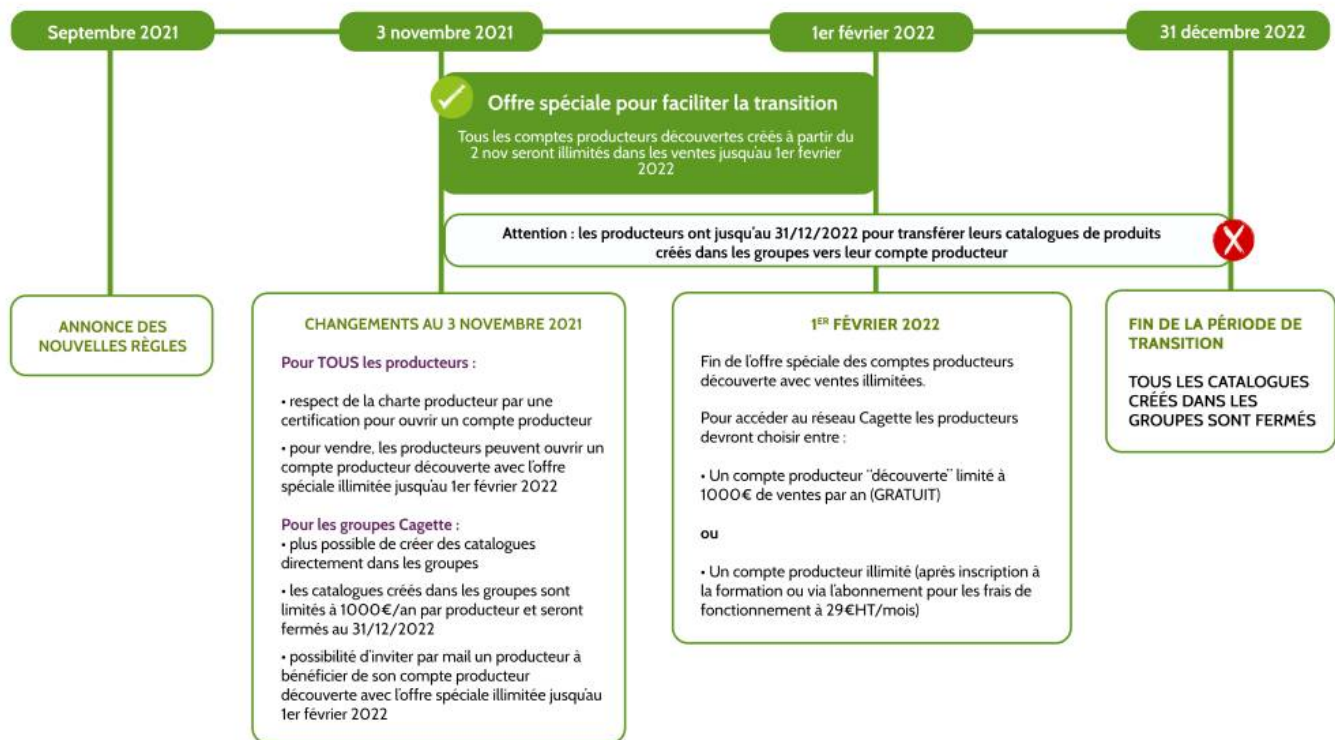 Septembre 2021
3 novembre 2021
1er février 2022
31 décembre 2022
Offre spéciale pour faciliter la transition
Tous les comptes producteurs découvertes créés à partir du
2 nov seront illimités dans les ventes jusqu'au 1er fevrier
2022
Attention : les producteurs ont jusqu'au 31/12/2022 pour transférer leurs catalogues de produits
créés dans les groupes vers leur compte producteur
ANNONCE DES
NOUVELLES RÈGLES
CHANGEMENTS AU 3 NOVEMBRE 2021
Pour TOUS les producteurs :
• respect de la charte producteur par une
certification pour ouvrir un compte producteur
• pour vendre, les producteurs peuvent ouvrir un
compte producteur découverte avec l'offre
spéciale illimitée jusqu'au 1er février 2022
Pour les groupes Cagette :
• plus possible de créer des catalogues
directement dans les groupes
• les catalogues créés dans les groupes sont
limités à 1000€/an par producteur et seront
fermés au 31/12/2022
• possibilité d'inviter par mail un producteur à
bénéficier de son compte producteur
découverte avec l'offre spéciale illimitée jusqu'au
1er février 2022
1ER FÉVRIER 2022
Fin de l'offre spéciale des comptes producteurs
découverte avec ventes illimitées.
Pour accéder au réseau Cagette les producteurs
devront choisir entre :
• Un compte producteur "découverte" limité à
1000€ de ventes par an (GRATUIT)
ou
• Un compte producteur illimité (après inscription à
la formation ou via l'abonnement pour les frais de
fonctionnement à 29€HT/mois)
FIN DE LA PÉRIODE DE
TRANSITION
TOUS LES CATALOGUES
CRÉÉS DANS LES
GROUPES SONT FERMÉS